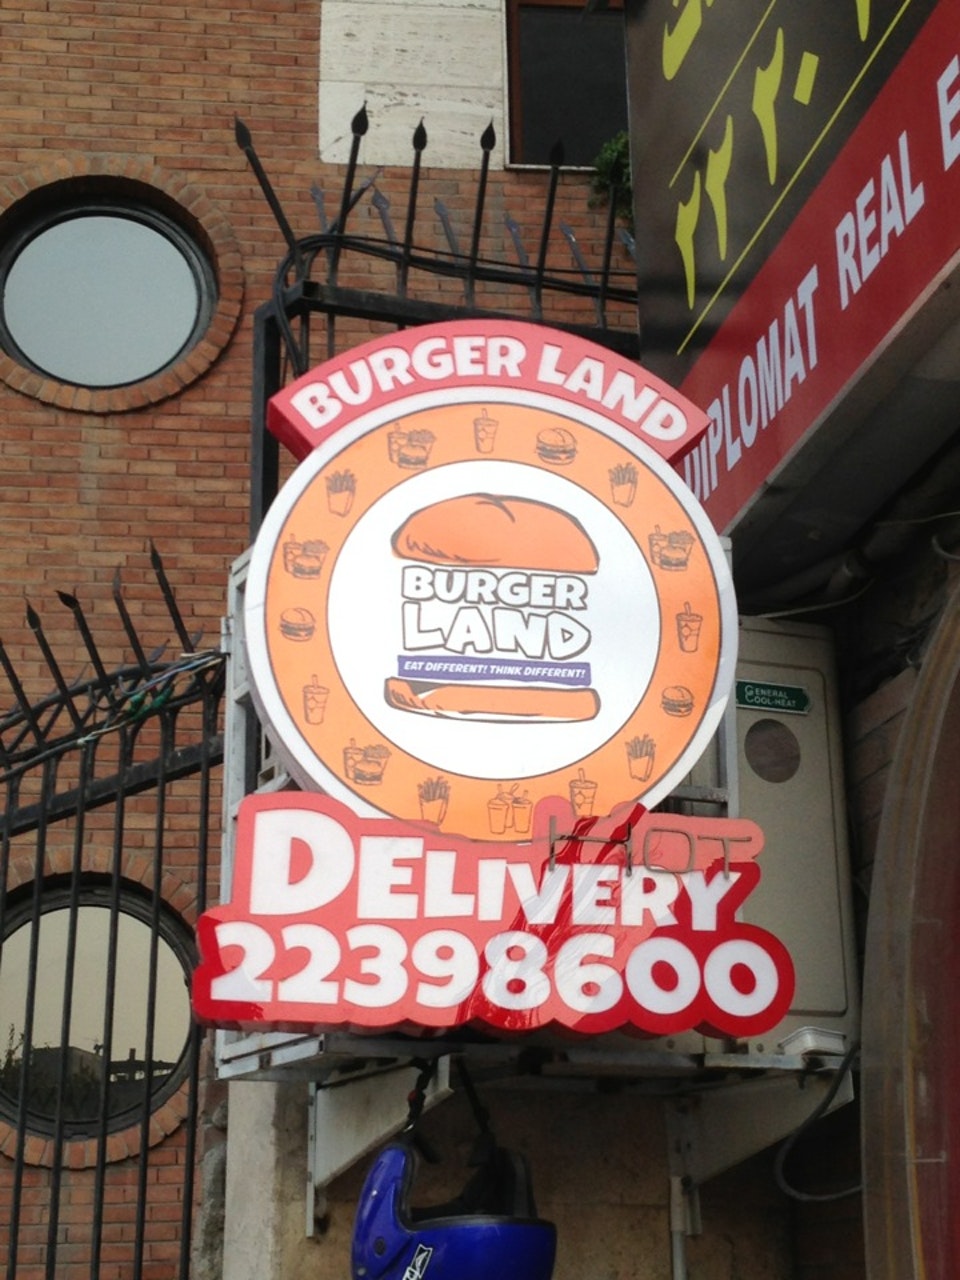 BURGER LAND
BURGER
LAND
EAT DIFFERENT! THINK DIFFERENT!
HOT
DELIVERY
22398600
DIPLOMAT REAL
GENERAL
COOL-HEAT